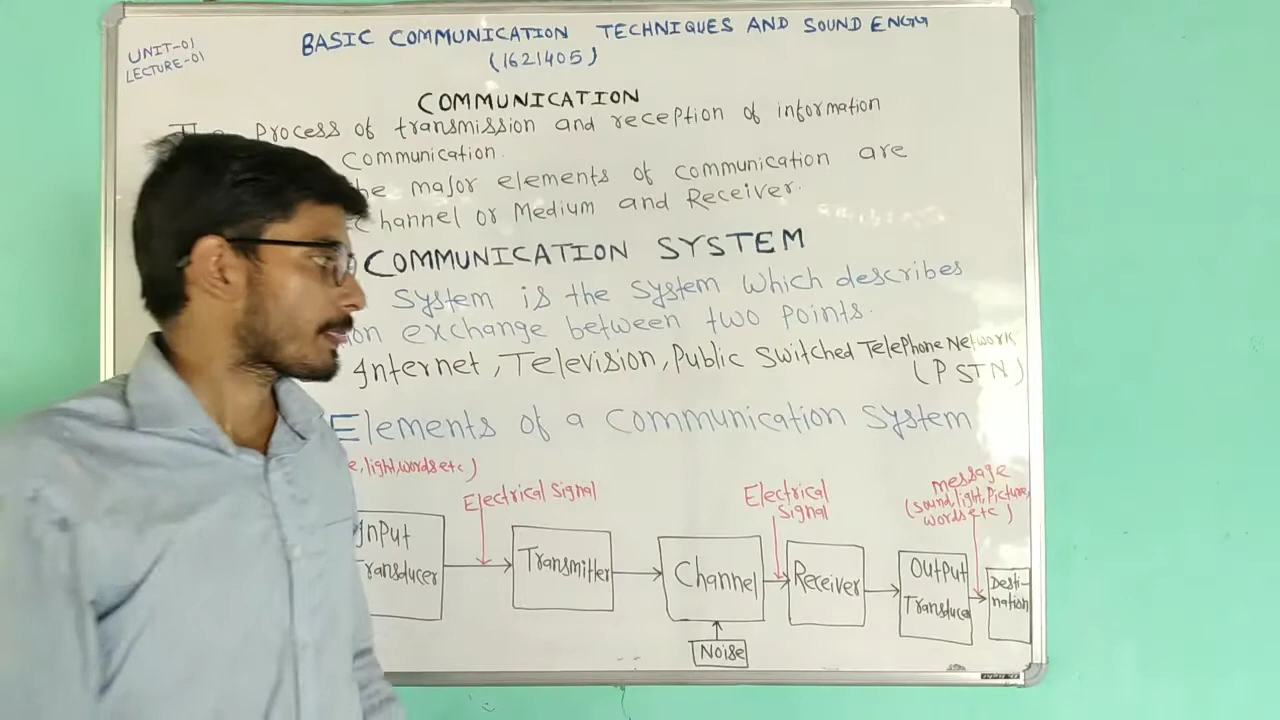 UNIT-01
LECTURE-01
BASIC COMMUNICATION TECHNIQUES AND SOUND ENGG
(1621405)
COMMUNICATION
Process of transmission and reception of information
Communication.
he major elements of communication are
Channel or Medium and Receiver.
COMMUNICATION SYSTEM
System is the System which describes
ion exchange between two points.
Internet, Television, Public Switched Telephone Network
(PSTN)
Elements of a Communication System
e, light, words etc)
Electrical Signal
Electrical
Signal
message
(sound, light, Picture,
words etc)
Input
Transducer
Transmitter
Channel
Receiver
Output
Transducer
Desti-
nation
Noise